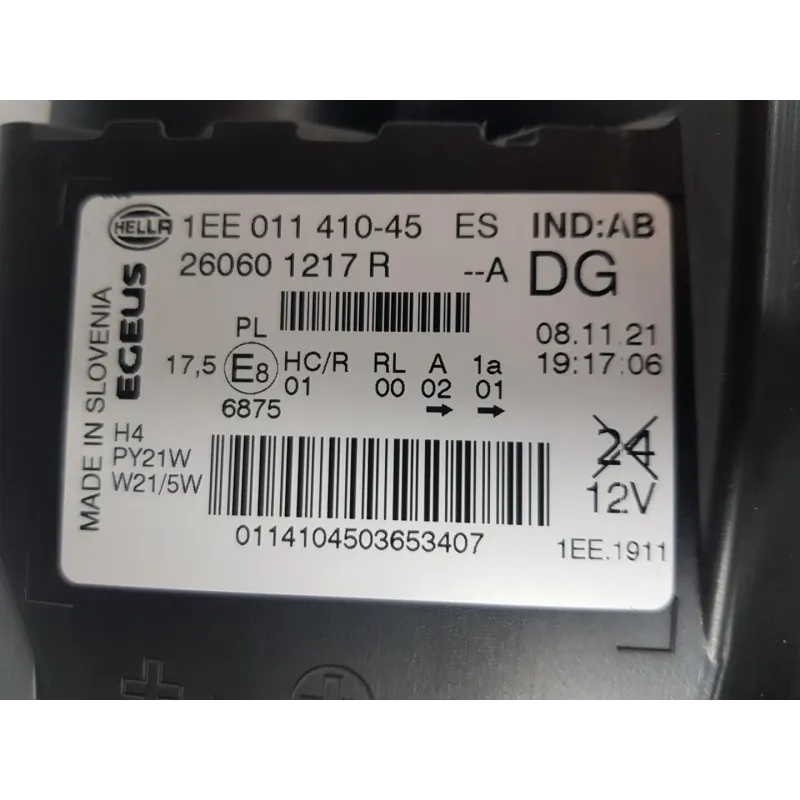 HELLA 1EE 011 410-45 ES IND:AB
26060 1217 R --A DG
MADE IN SLOVENIA
EGEUS
PL
08.11.21
19:17:06
17,5 E8 HC/R RL A 1a
01 00 02 01
6875 → →
H4
PY21W
W21/5W
24
12V
0114104503653407
1EE.1911